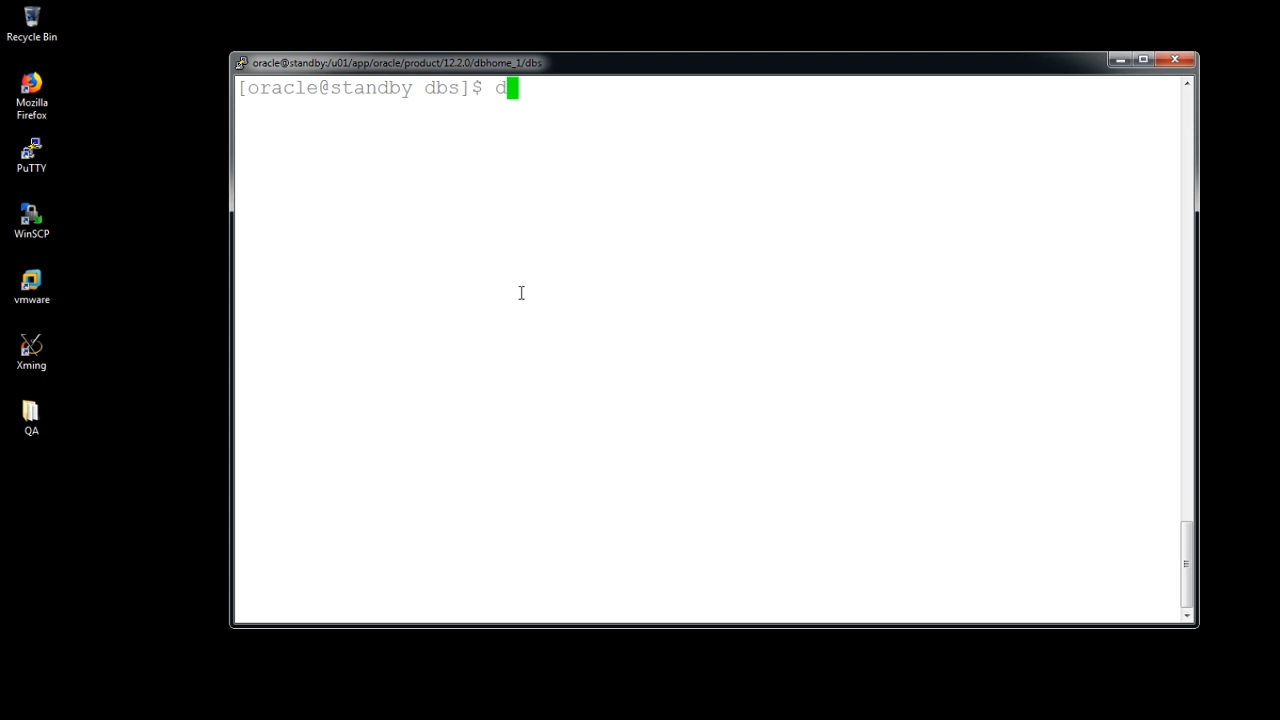 Recycle Bin
Mozilla
Firefox
PuTTY
WinSCP
vmware
Xming
QA
oracle@standby:/u01/app/oracle/product/12.2.0/dbhome_1/dbs
[oracle@standby dbs]$ d